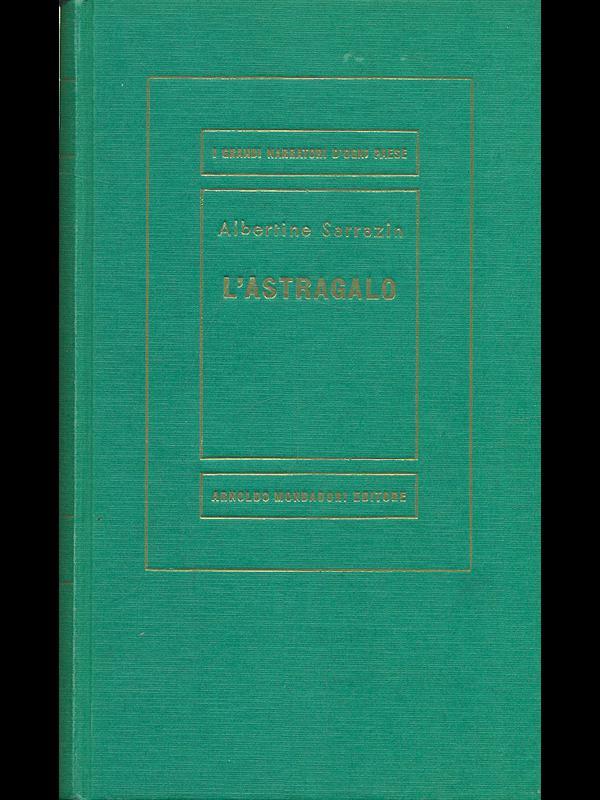 I GRANDI NARRATORI D'OGNI PAESE
Albertine Sarrazin
L'ASTRAGALO
ARNOLDO MONDADORI EDITORE